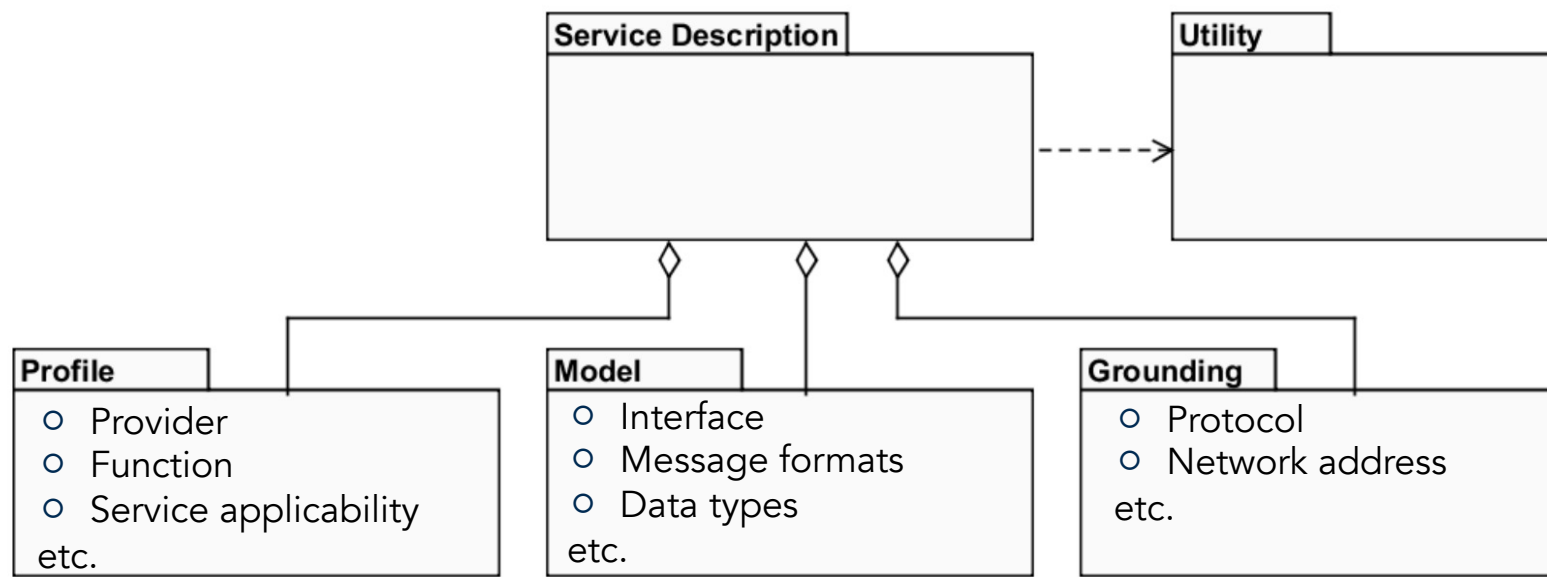 Service Description
Utility
Profile
Provider
Function
Service applicability
etc.
Model
Interface
Message formats
Data types
etc.
Grounding
Protocol
Network address
etc.